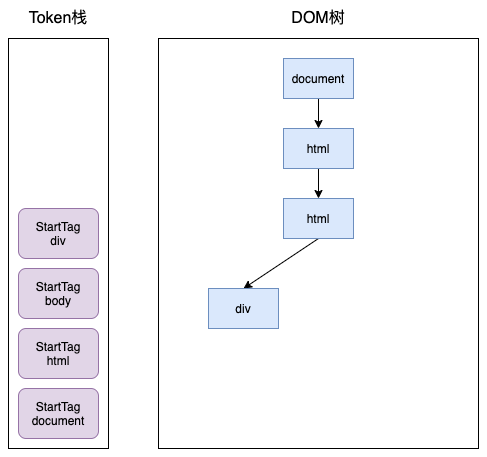 Token栈
DOM树
StartTag
div
StartTag
body
StartTag
html
StartTag
document
document
html
html
div